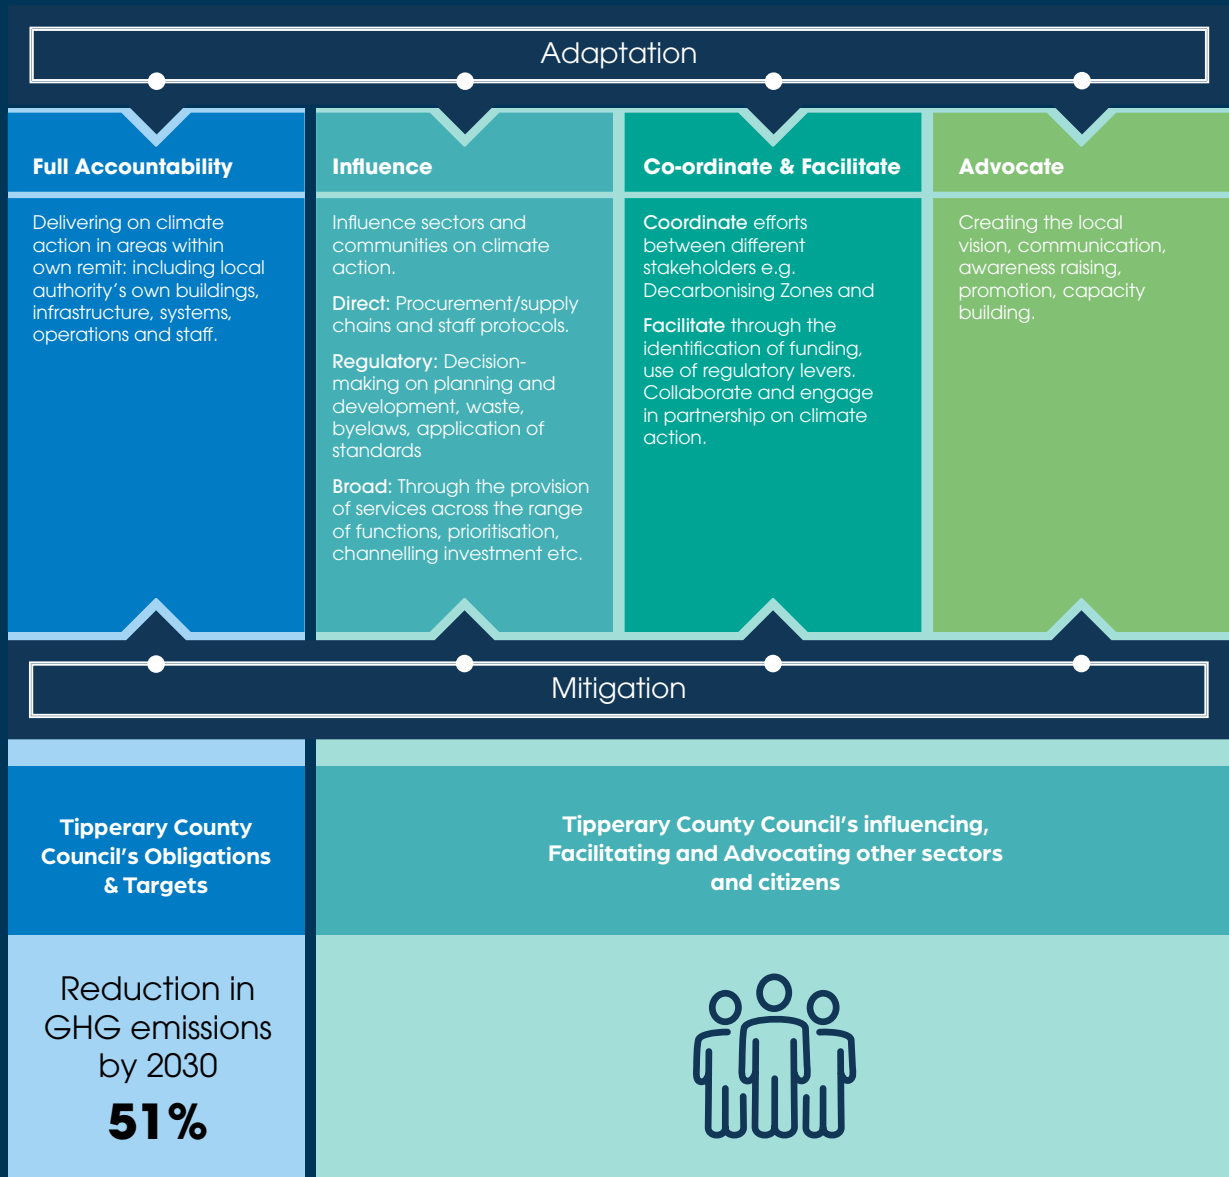 Adaptation
Full Accountability
Delivering on climate
action in areas within
own remit: including local
authority's own buildings,
infrastructure, systems,
operations and staff.
Influence
Influence sectors and
communities on climate
action.
Direct: Procurement/supply
chains and staff protocols.
Regulatory: Decision-
making on planning and
development, waste,
byelaws, application of
standards
Broad: Through the provision
of services across the range
of functions, prioritisation,
channelling investment etc.
Co-ordinate & Facilitate
Coordinate efforts
between different
stakeholders e.g.
Decarbonising Zones and
Facilitate through the
identification of funding,
use of regulatory levers.
Collaborate and engage
in partnership on climate
action.
Advocate
Creating the local
vision, communication,
awareness raising,
promotion, capacity
building.
Mitigation
Tipperary County
Council's Obligations
& Targets
Reduction in
GHG emissions
by 2030
51%
Tipperary County Council's influencing,
Facilitating and Advocating other sectors
and citizens